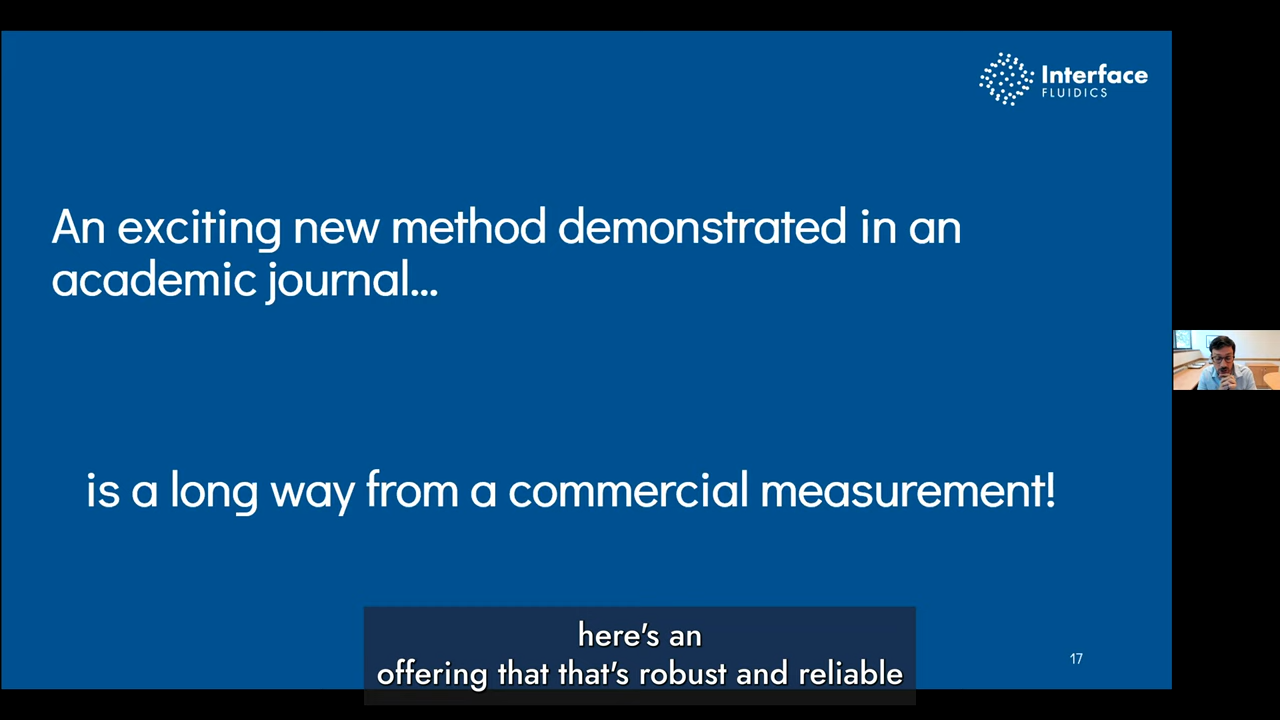 Interface
FLUIDICS
An exciting new method demonstrated in an
academic journal...
is a long way from a commercial measurement!
here's an
offering that that's robust and reliable
17